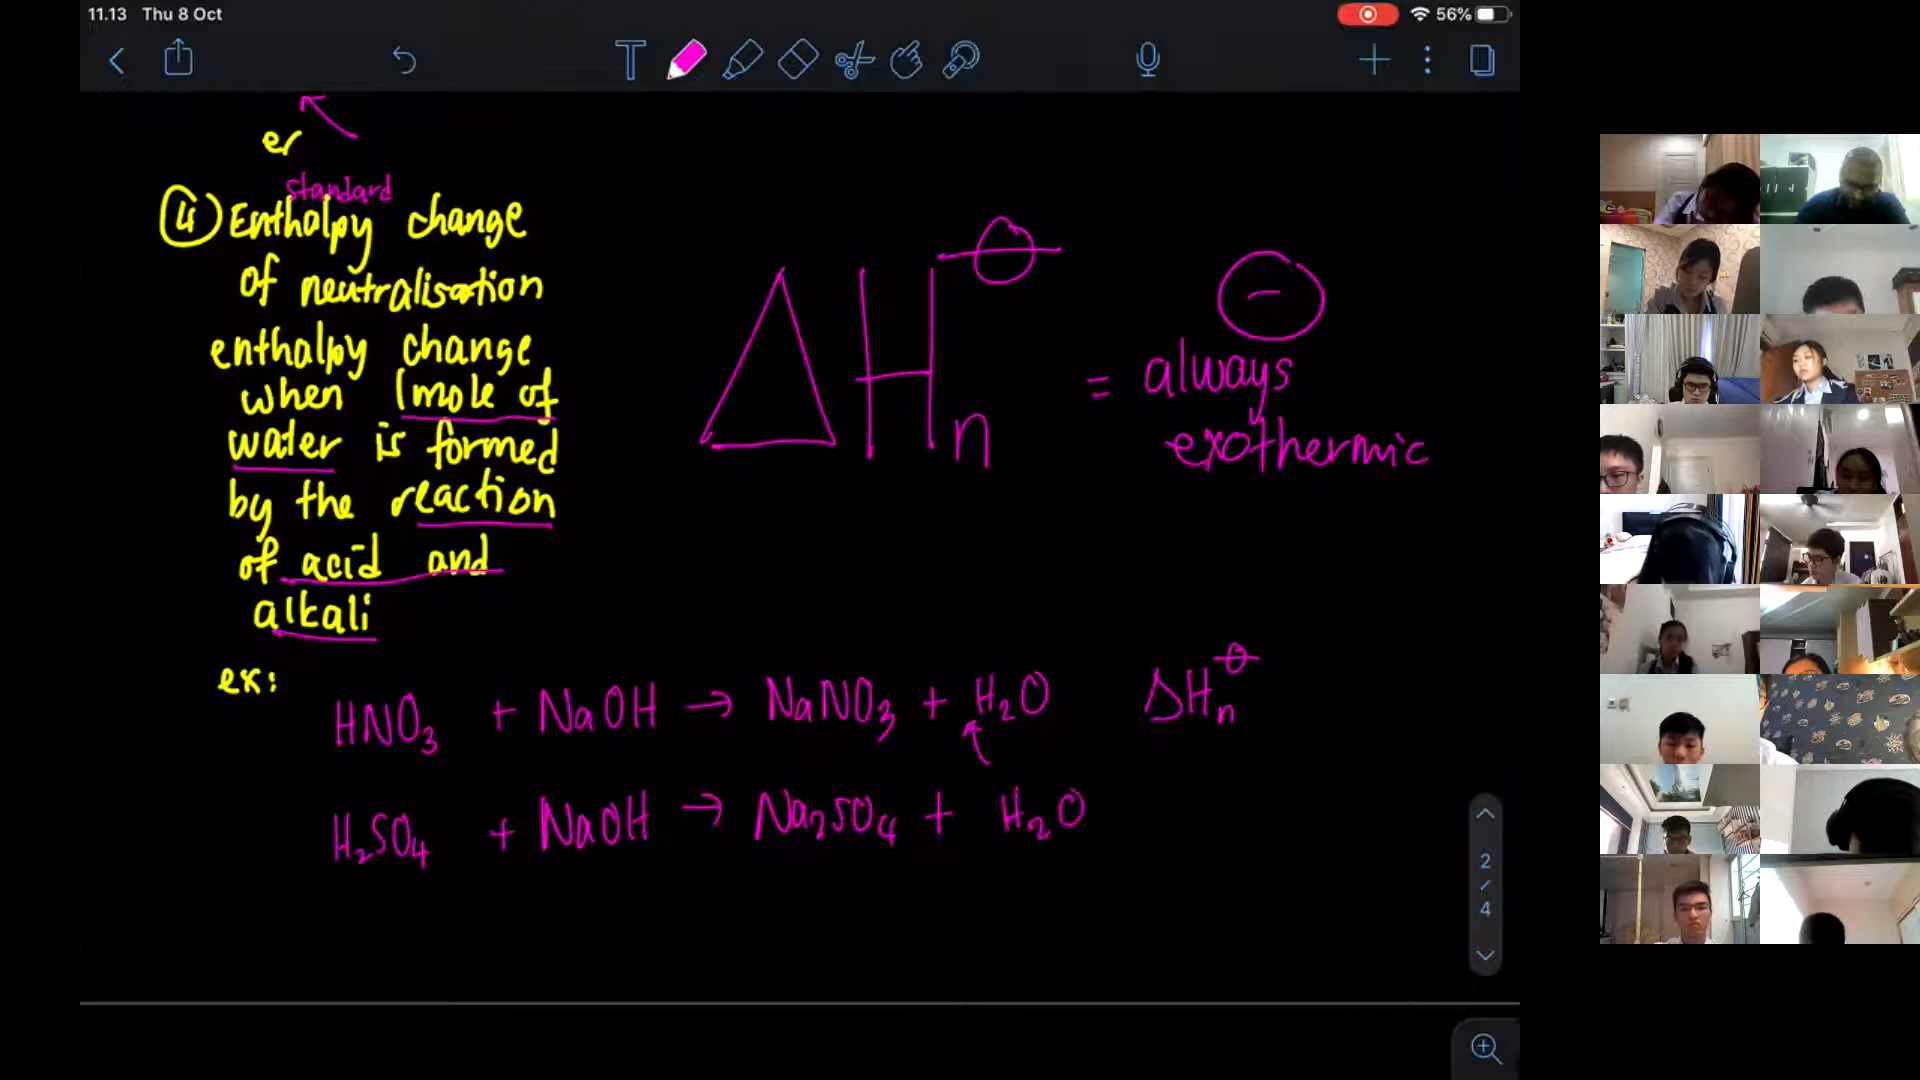 11.13 Thu 8 Oct
56%
T
er
standard
④ Enthalpy change
of neutralisation
enthalpy change
when 1mole of
water is formed
by the reaction
of acid and
alkali
ΔHn⦵ = always
exothermic
−
ex:
HNO₃ + NaOH → NaNO₃ + H₂O ΔHn⦵
H₂SO₄ + NaOH → Na₂SO₄ + H₂O
2
/
4